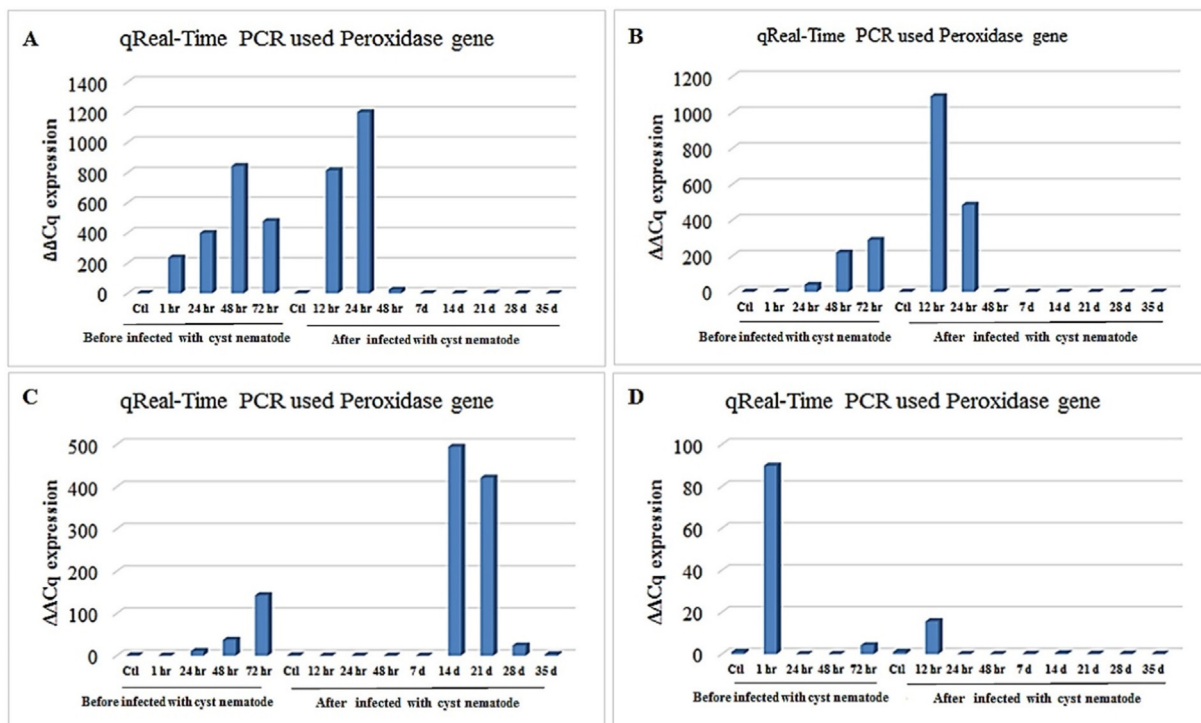 A
qReal-Time PCR used Peroxidase gene
ΔΔCq expression
1400
1200
1000
800
600
400
200
0
Ctl 1 hr 24 hr 48 hr 72 hr Ctl 12 hr 24 hr 48 hr 7d 14 d 21 d 28 d 35 d
Before infected with cyst nematode After infected with cyst nematode
B
qReal-Time PCR used Peroxidase gene
ΔΔCq expression
1200
1000
800
600
400
200
0
Ctl 1 hr 24 hr 48 hr 72 hr Ctl 12 hr 24 hr 48 hr 7 d 14 d 21 d 28 d 35 d
Before infected with cyst nematode After infected with cyst nematode
C
qReal-Time PCR used Peroxidase gene
ΔΔCq expression
500
400
300
200
100
0
Ctl 1 hr 24 hr 48 hr 72 hr Ctl 12 hr 24 hr 48 hr 7 d 14 d 21 d 28 d 35 d
Before infected with cyst nematode After infected with cyst nematode
D
qReal-Time PCR used Peroxidase gene
ΔΔCq expression
100
80
60
40
20
0
Ctl 1 hr 24 hr 48 hr 72 hr Ctl 12 hr 24 hr 48 hr 7 d 14 d 21 d 28 d 35 d
Before infected with cyst nematode After infected with cyst nematode